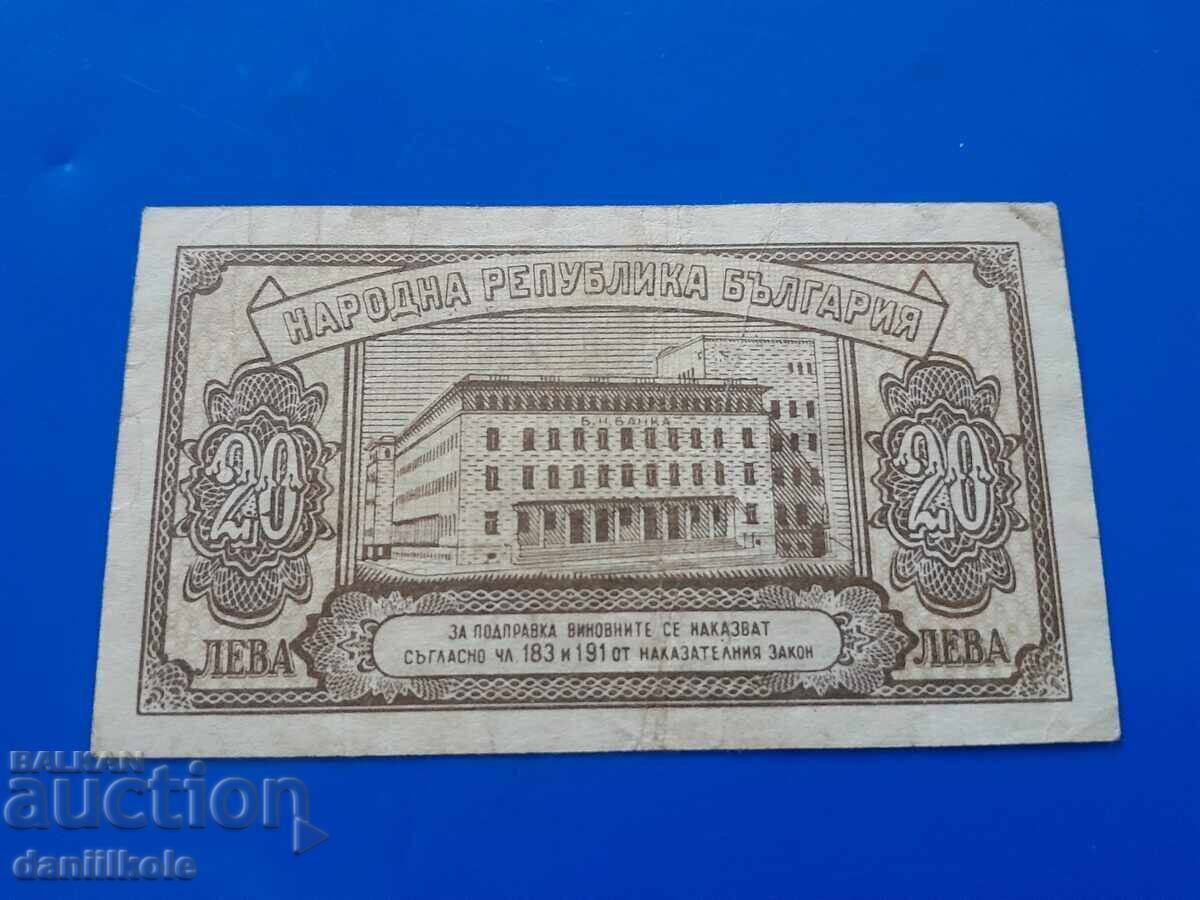 НАРОДНА РЕПУБЛИКА БЪЛГАРИЯ
Б. Н. БАНКА
20
20
ЛЕВА
ЗА ПОДПРАВКА ВИНОВНИТЕ СЕ НАКАЗВАТ
СЪГЛАСНО ЧЛ. 183 И 191 ОТ НАКАЗАТЕЛНИЯ ЗАКОН
ЛЕВА
BALKAN
auction
daniilkole